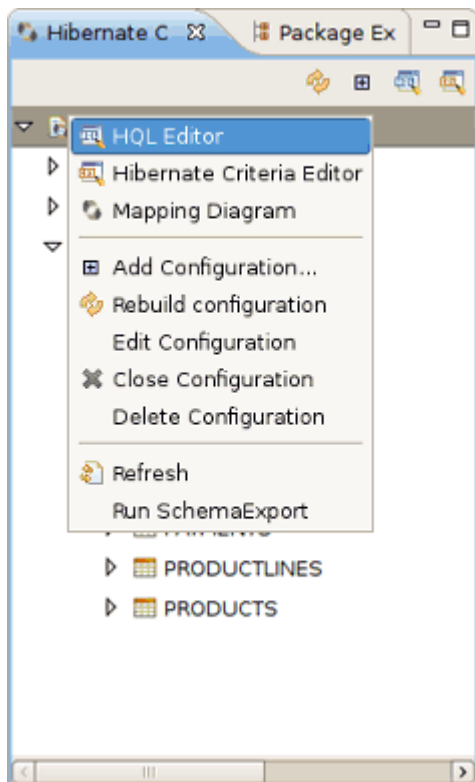 Hibernate C Package Ex
HQL Editor
Hibernate Criteria Editor
Mapping Diagram
Add Configuration...
Rebuild configuration
Edit Configuration
Close Configuration
Delete Configuration
Refresh
Run SchemaExport
PAYMENTS
PRODUCTLINES
PRODUCTS